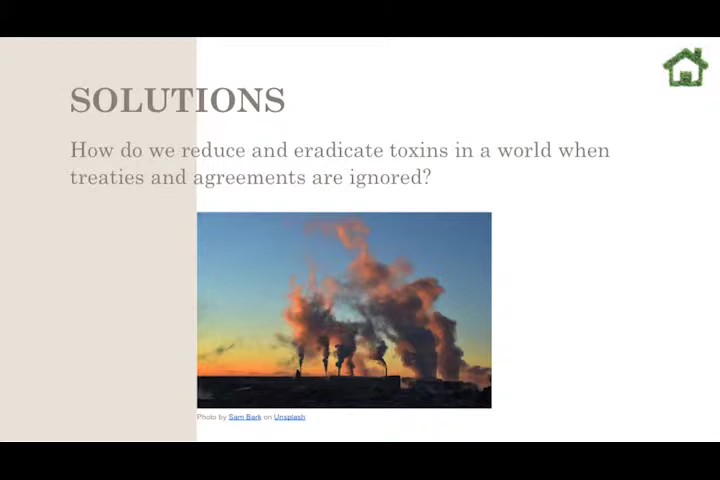 SOLUTIONS
How do we reduce and eradicate toxins in a world when
treaties and agreements are ignored?
Photo by Sam Bark on Unsplash